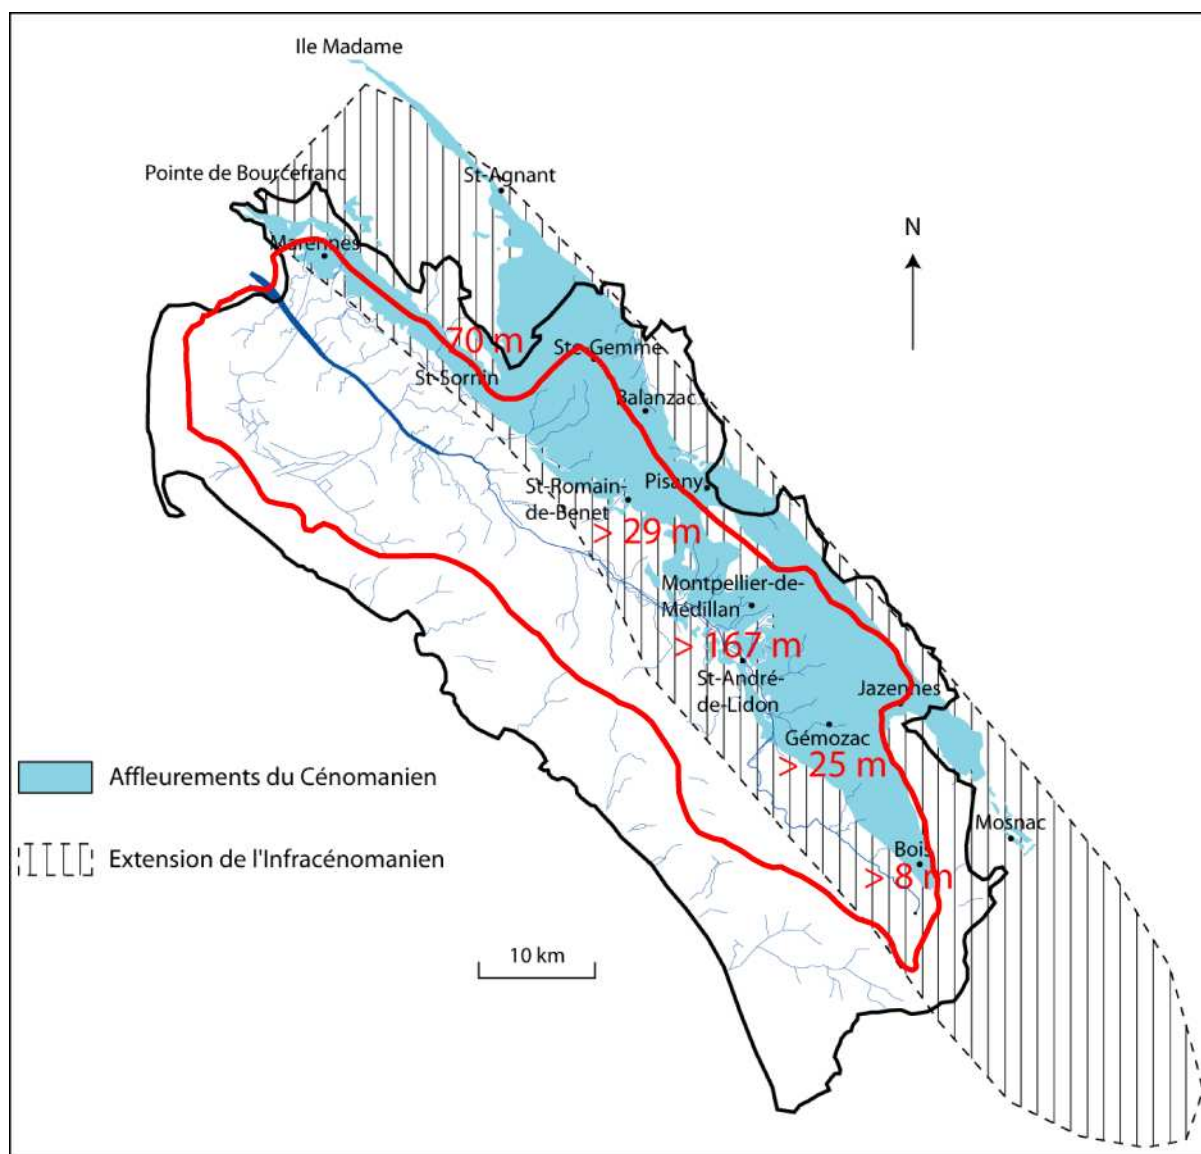 Ile Madame
Pointe de Bourcefranc
St-Agnant
N
Marennes
70 m
Ste-Gemme
St-Sornin
Balanzac
Pisany
St-Romain-
de-Benet
> 29 m
Montpellier-de-
Médillan
> 167 m
St-André-
de-Lidon
Jazennes
Gémozac
> 25 m
Affleurements du Cénomanien
Mosnac
Bois
Extension de l'Infracénomanien
> 8 m
10 km